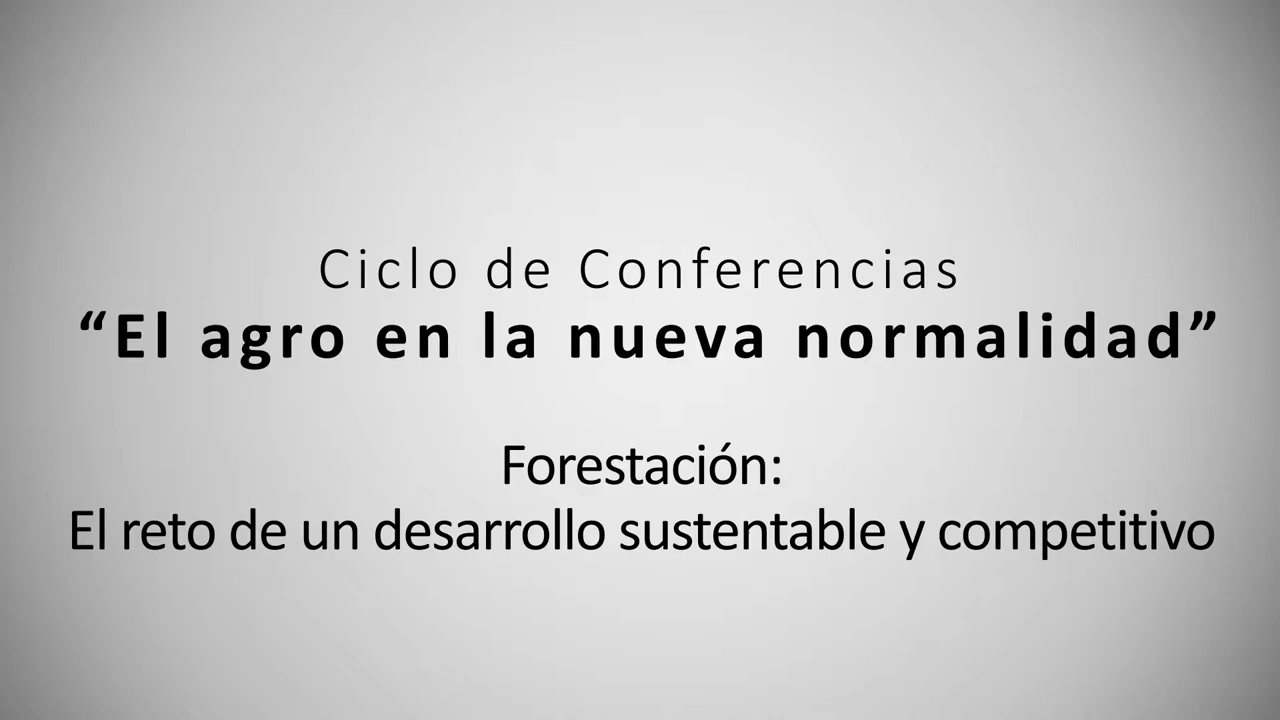 Ciclo de Conferencias
“El agro en la nueva normalidad”
Forestación:
El reto de un desarrollo sustentable y competitivo